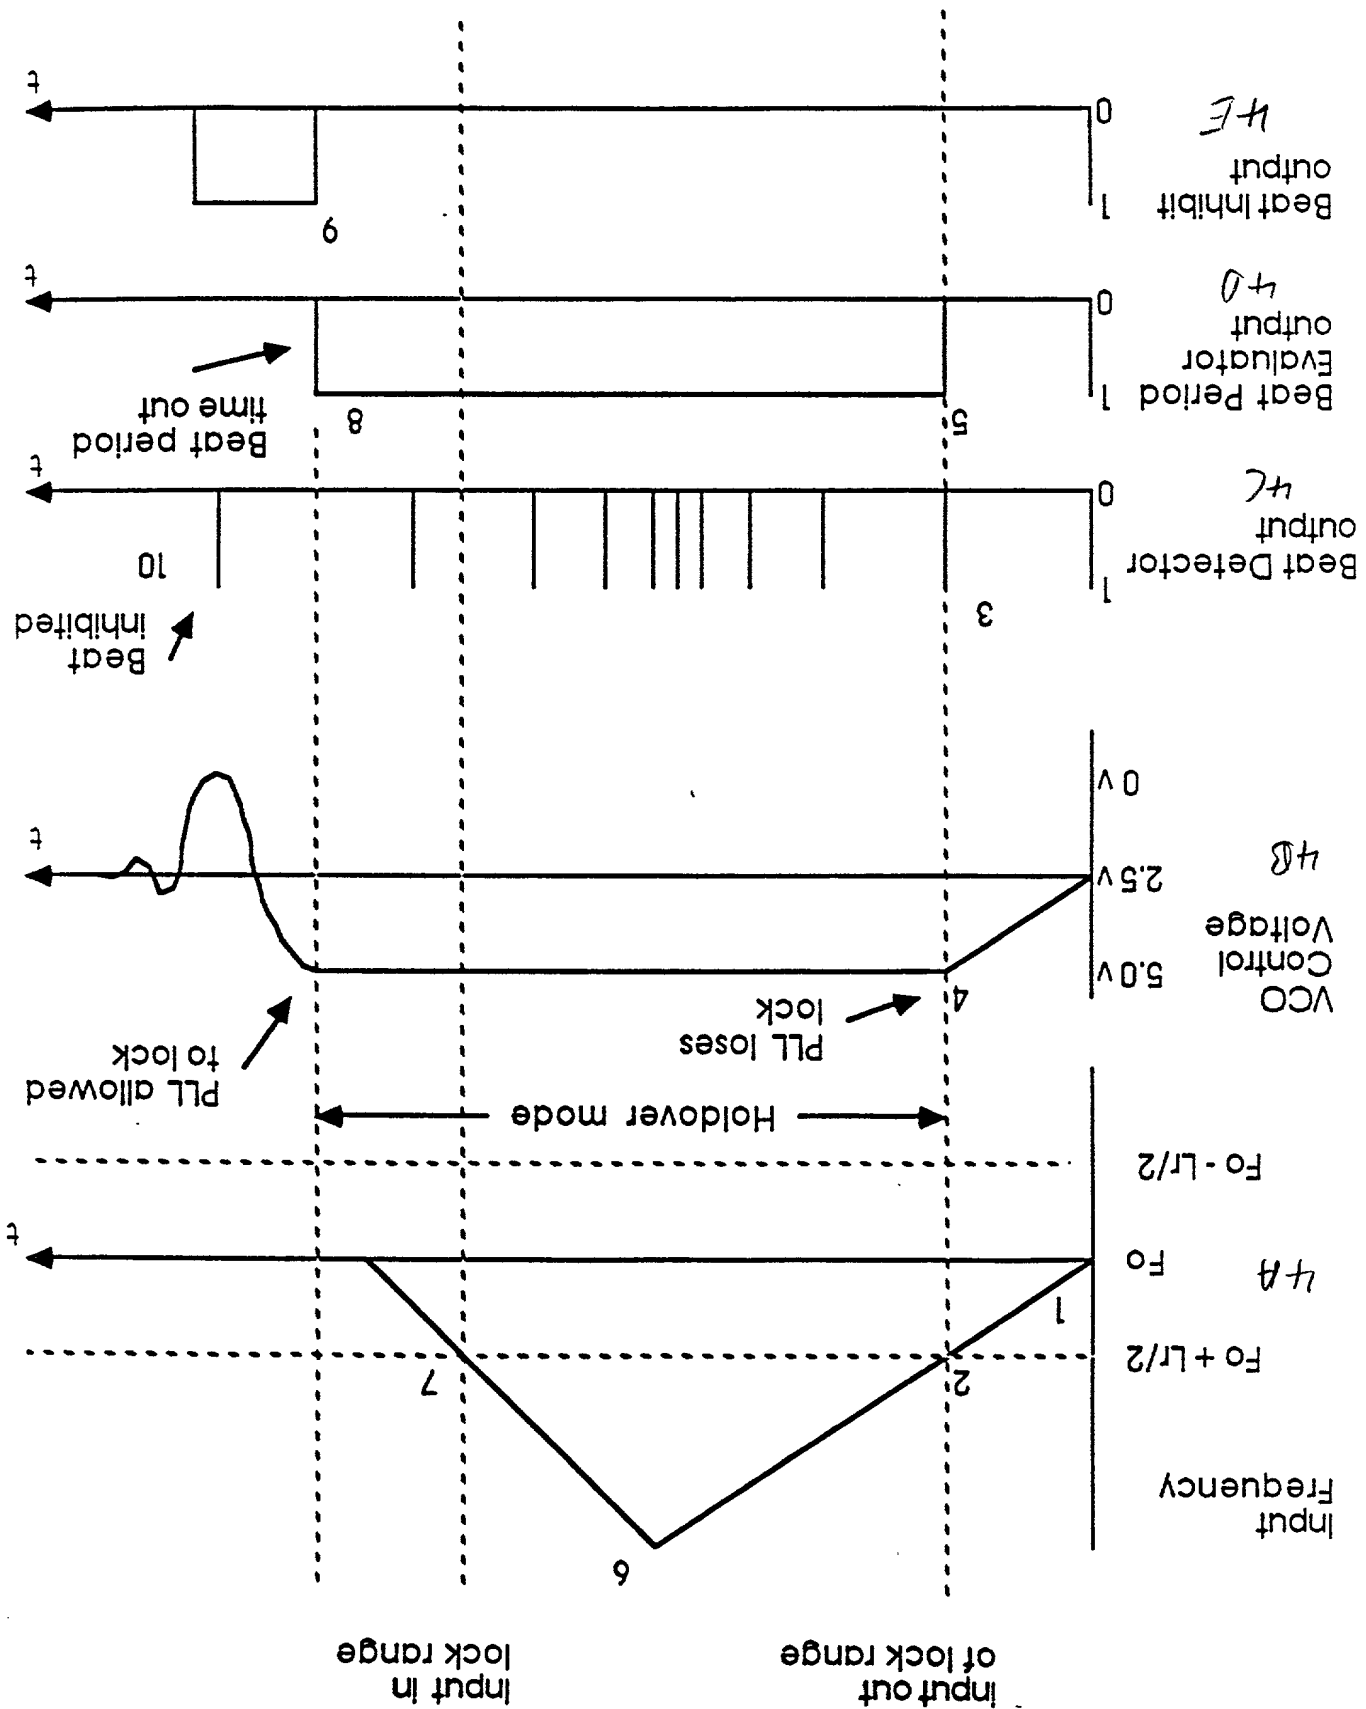 Input out
of lock range
Input in
lock range
Input
Frequency
6
Fo + Lr/2
2
7
1
4A
Fo
t
Fo - Lr/2
Holdover mode
PLL loses
lock
PLL allowed
to lock
VCO
Control
Voltage
4B
5.0 v
4
2.5 v
t
0 v
Beat
inhibited
Beat Detector
output
4C
1
3
10
0
t
Beat Period
Evaluator
output
4D
1
5
8
Beat period
time out
0
t
Beat Inhibit
output
4E
1
9
0
t